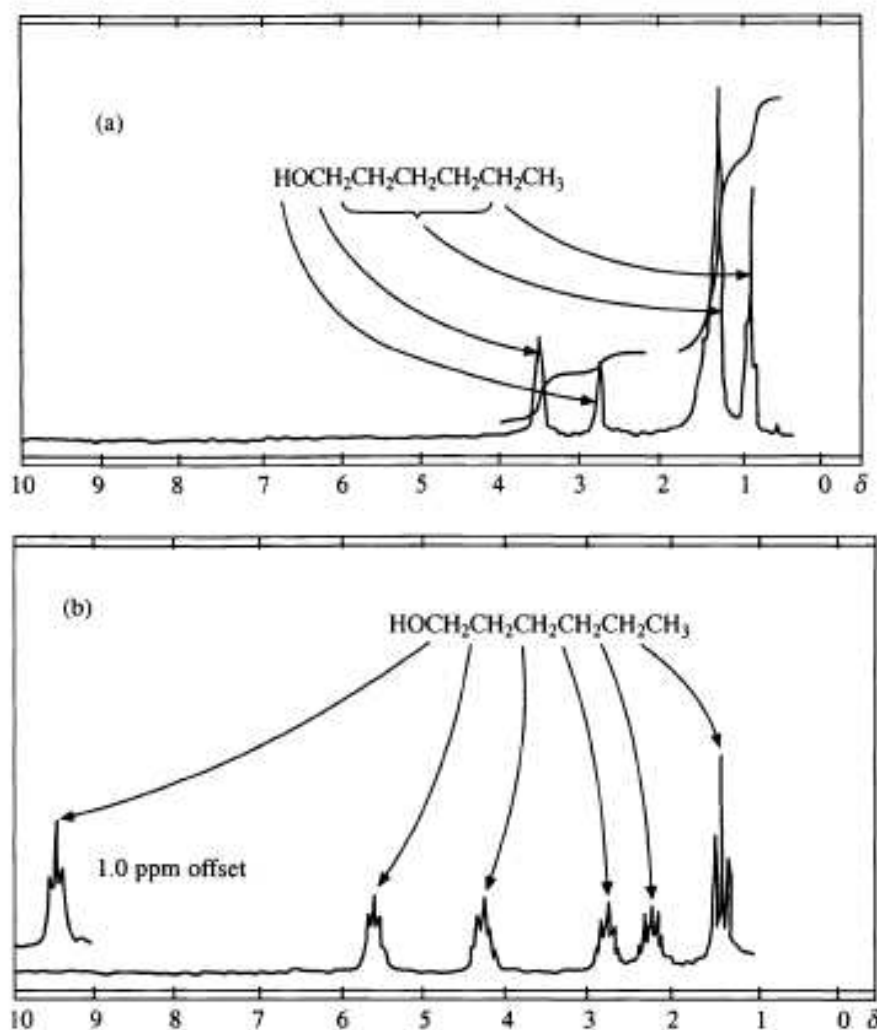 (a)
HOCH₂CH₂CH₂CH₂CH₂CH₃
10 9 8 7 6 5 4 3 2 1 0 δ
(b)
HOCH₂CH₂CH₂CH₂CH₂CH₃
1.0 ppm offset
10 9 8 7 6 5 4 3 2 1 0 δ